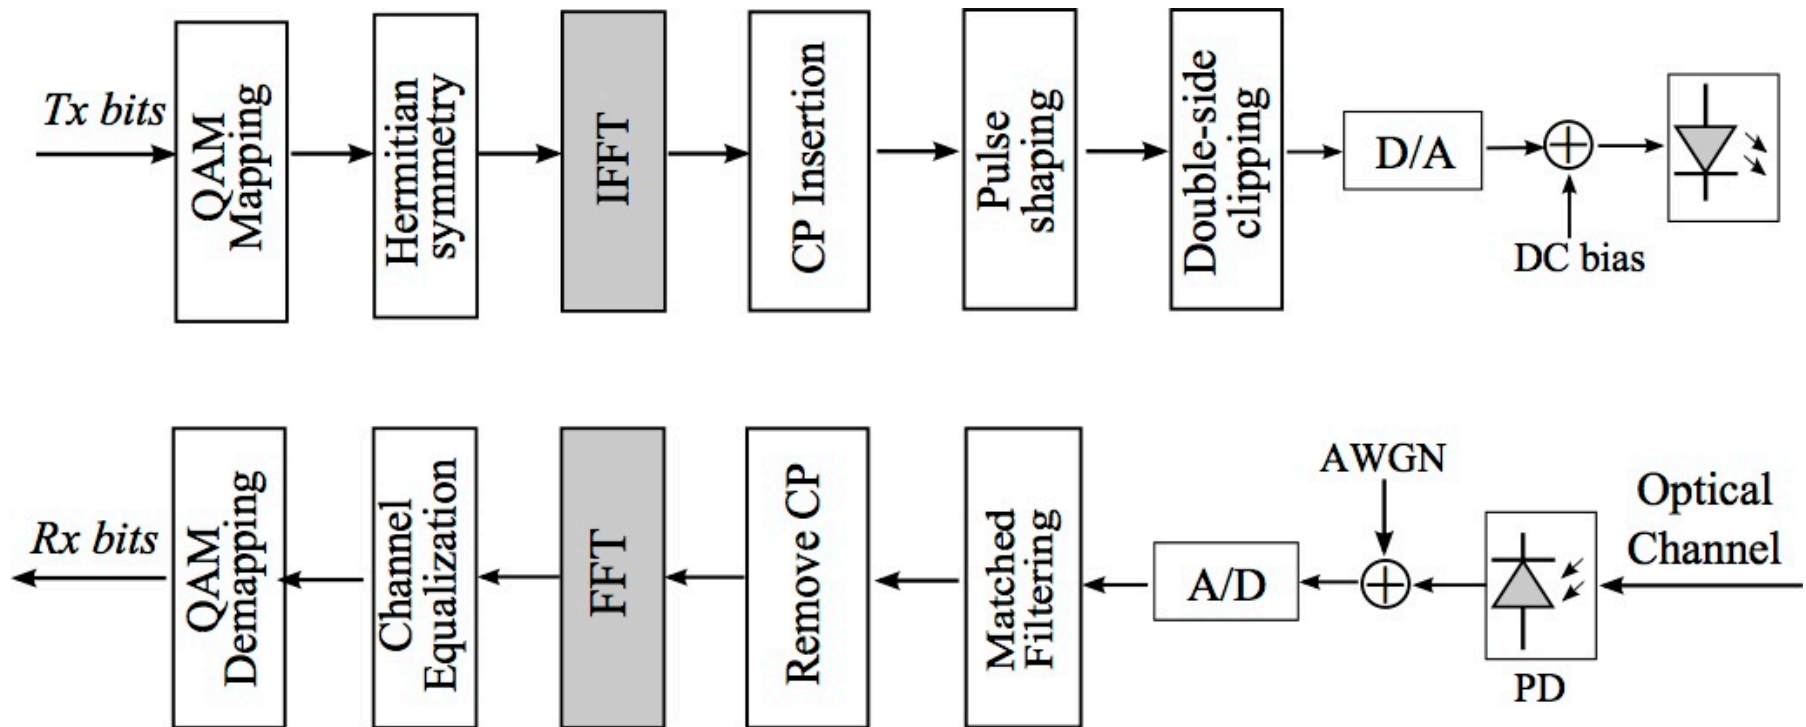 Tx bits
QAM
Mapping
Hermitian
symmetry
IFFT
CP Insertion
Pulse
shaping
Double-side
clipping
D/A
DC bias
Rx bits
QAM
Demapping
Channel
Equalization
FFT
Remove CP
Matched
Filtering
A/D
AWGN
PD
Optical
Channel